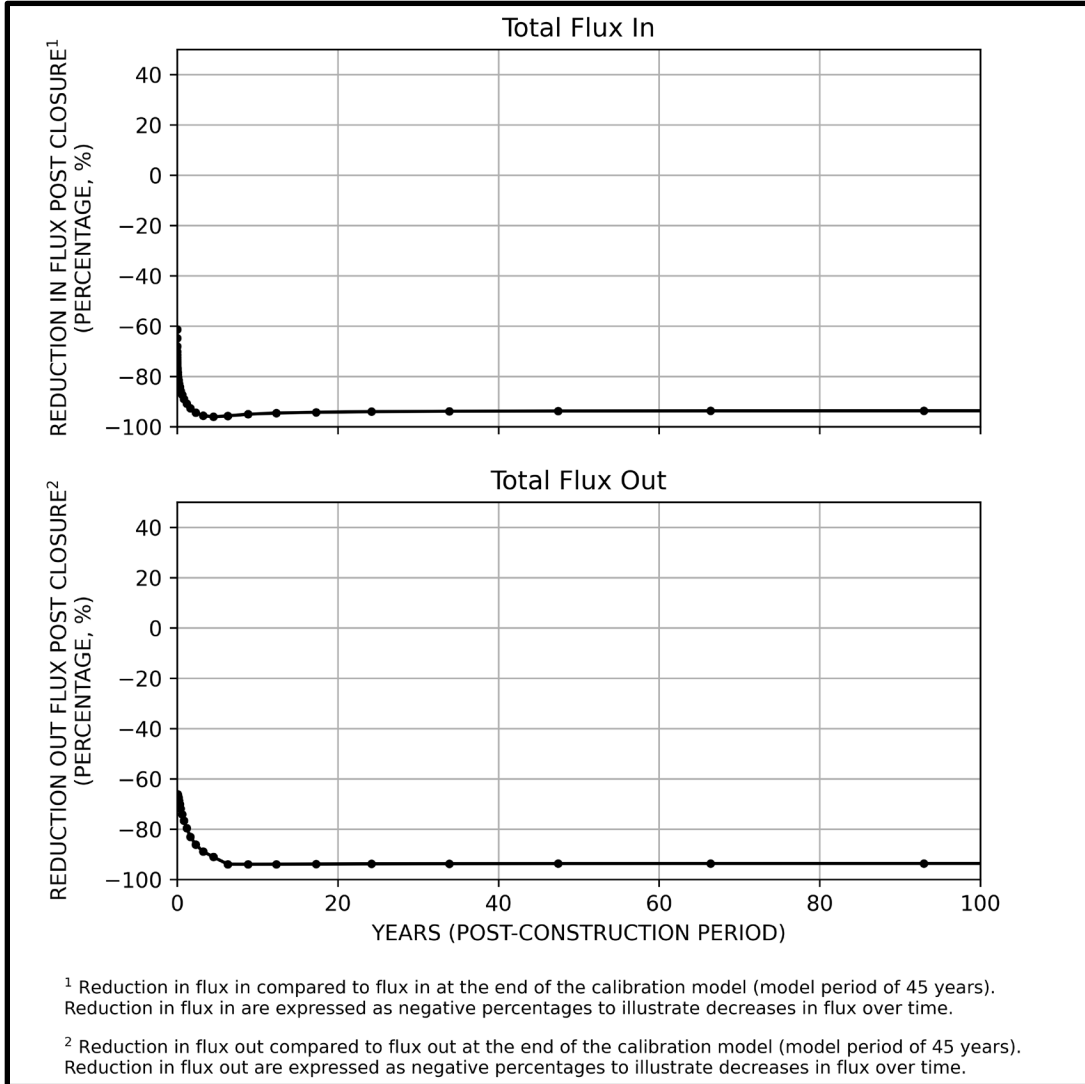 Total Flux In
REDUCTION IN FLUX POST CLOSURE¹
(PERCENTAGE, %)
40
20
0
−20
−40
−60
−80
−100
Total Flux Out
REDUCTION OUT FLUX POST CLOSURE²
(PERCENTAGE, %)
40
20
0
−20
−40
−60
−80
−100
0 20 40 60 80 100
YEARS (POST-CONSTRUCTION PERIOD)
¹ Reduction in flux in compared to flux in at the end of the calibration model (model period of 45 years).
Reduction in flux in are expressed as negative percentages to illustrate decreases in flux over time.
² Reduction in flux out compared to flux out at the end of the calibration model (model period of 45 years).
Reduction in flux out are expressed as negative percentages to illustrate decreases in flux over time.